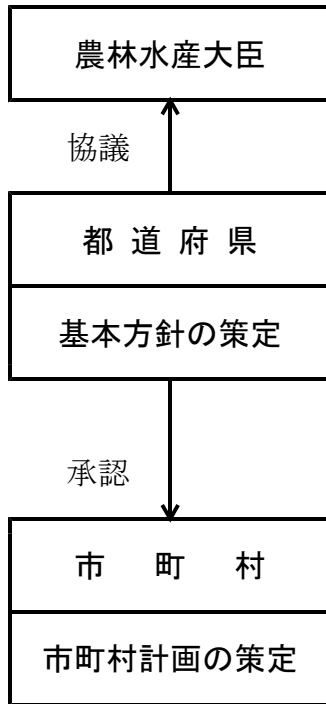 農林水産大臣
協議
都道府県
基本方針の策定
承認
市町村
市町村計画の策定